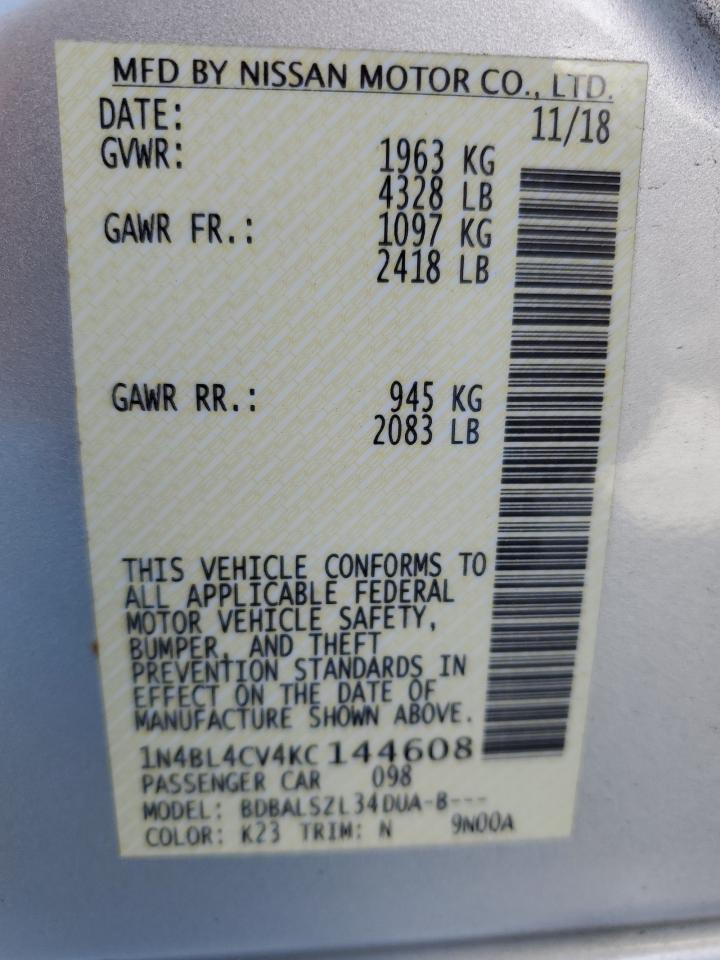 MFD BY NISSAN MOTOR CO., LTD.
DATE: 11/18
GVWR: 1963 KG
4328 LB
GAWR FR.: 1097 KG
2418 LB
GAWR RR.: 945 KG
2083 LB
THIS VEHICLE CONFORMS TO
ALL APPLICABLE FEDERAL
MOTOR VEHICLE SAFETY,
BUMPER, AND THEFT
PREVENTION STANDARDS IN
EFFECT ON THE DATE OF
MANUFACTURE SHOWN ABOVE.
1N4BL4CV4KC144608
PASSENGER CAR 098
MODEL: BDBALSZL34DUA-B---
COLOR: K23 TRIM: N 9N00A